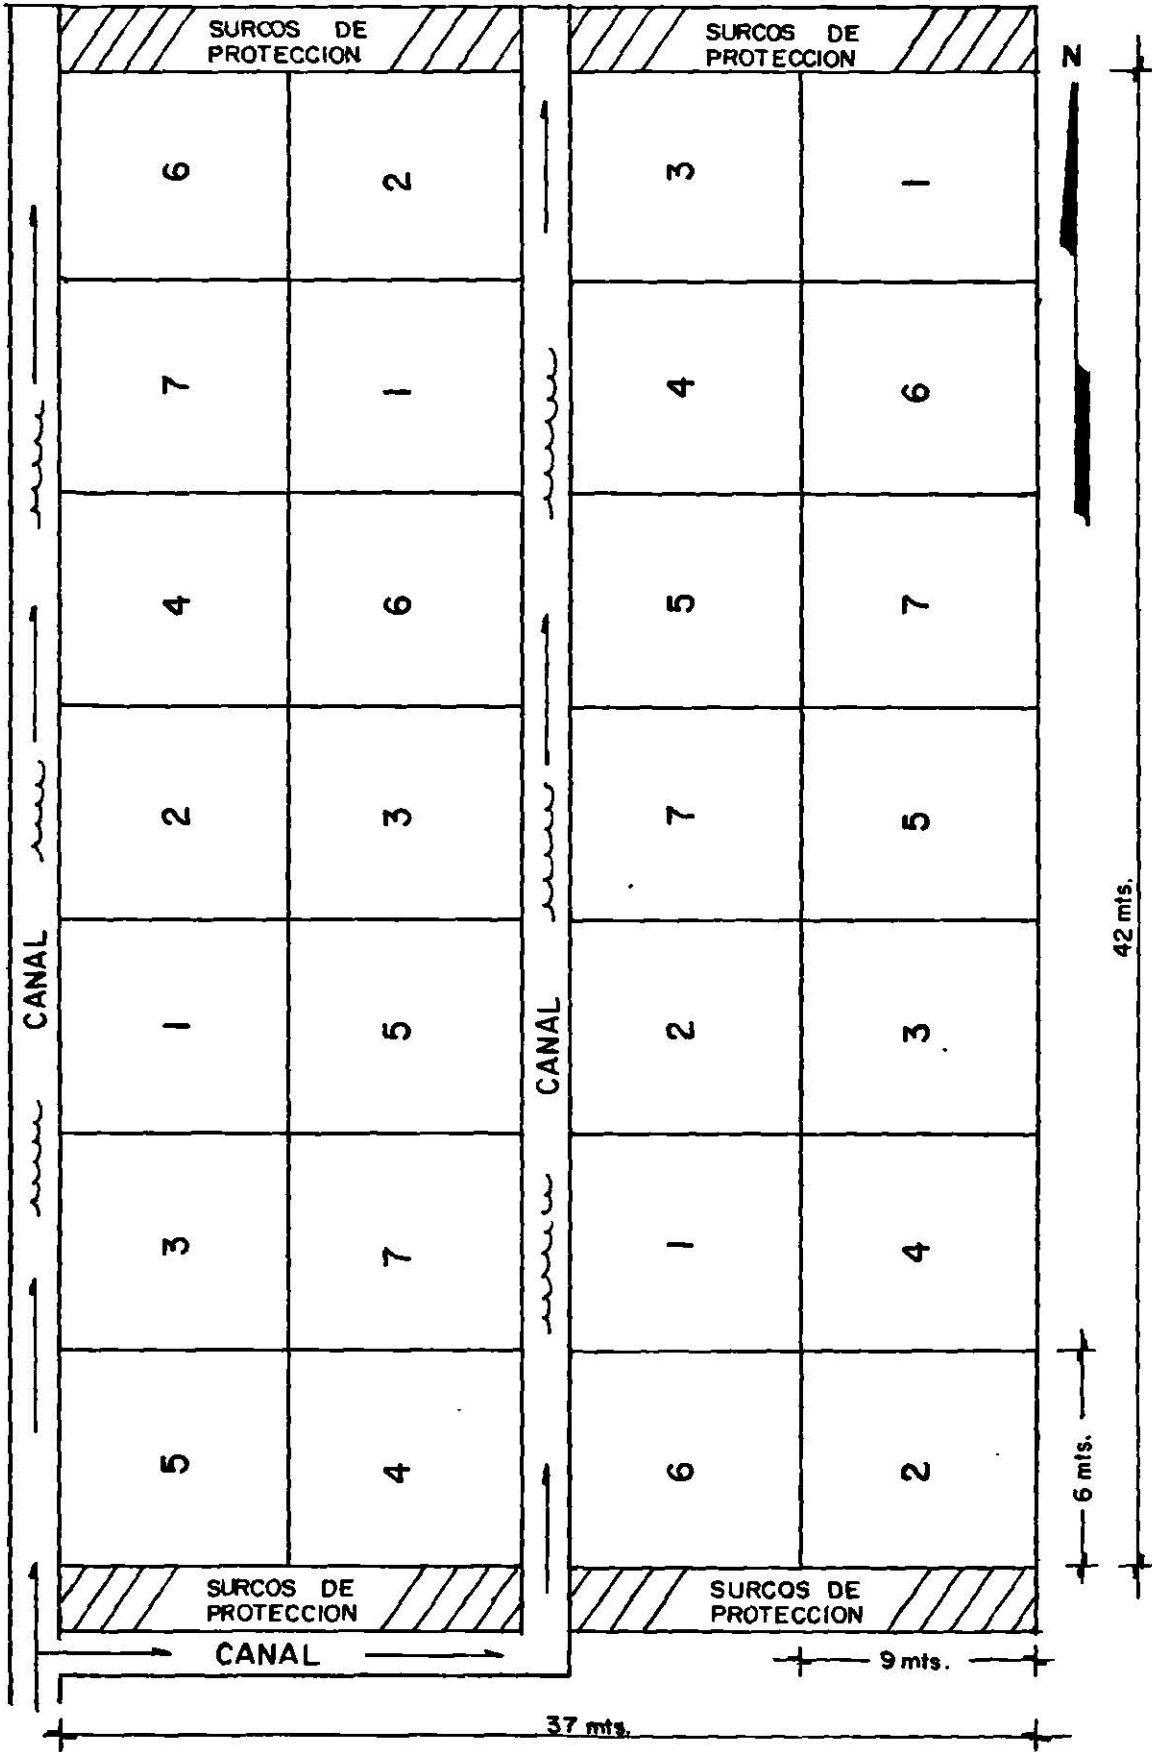 SURCOS DE
PROTECCION
SURCOS DE
PROTECCION
N
6 2 3 1
7 1 4 6
4 6 5 7
2 3 7 5
1 5 2 3
3 7 1 4
5 4 6 2
CANAL
CANAL
42 mts.
6 mts.
SURCOS DE
PROTECCION
SURCOS DE
PROTECCION
CANAL
9 mts.
37 mts.